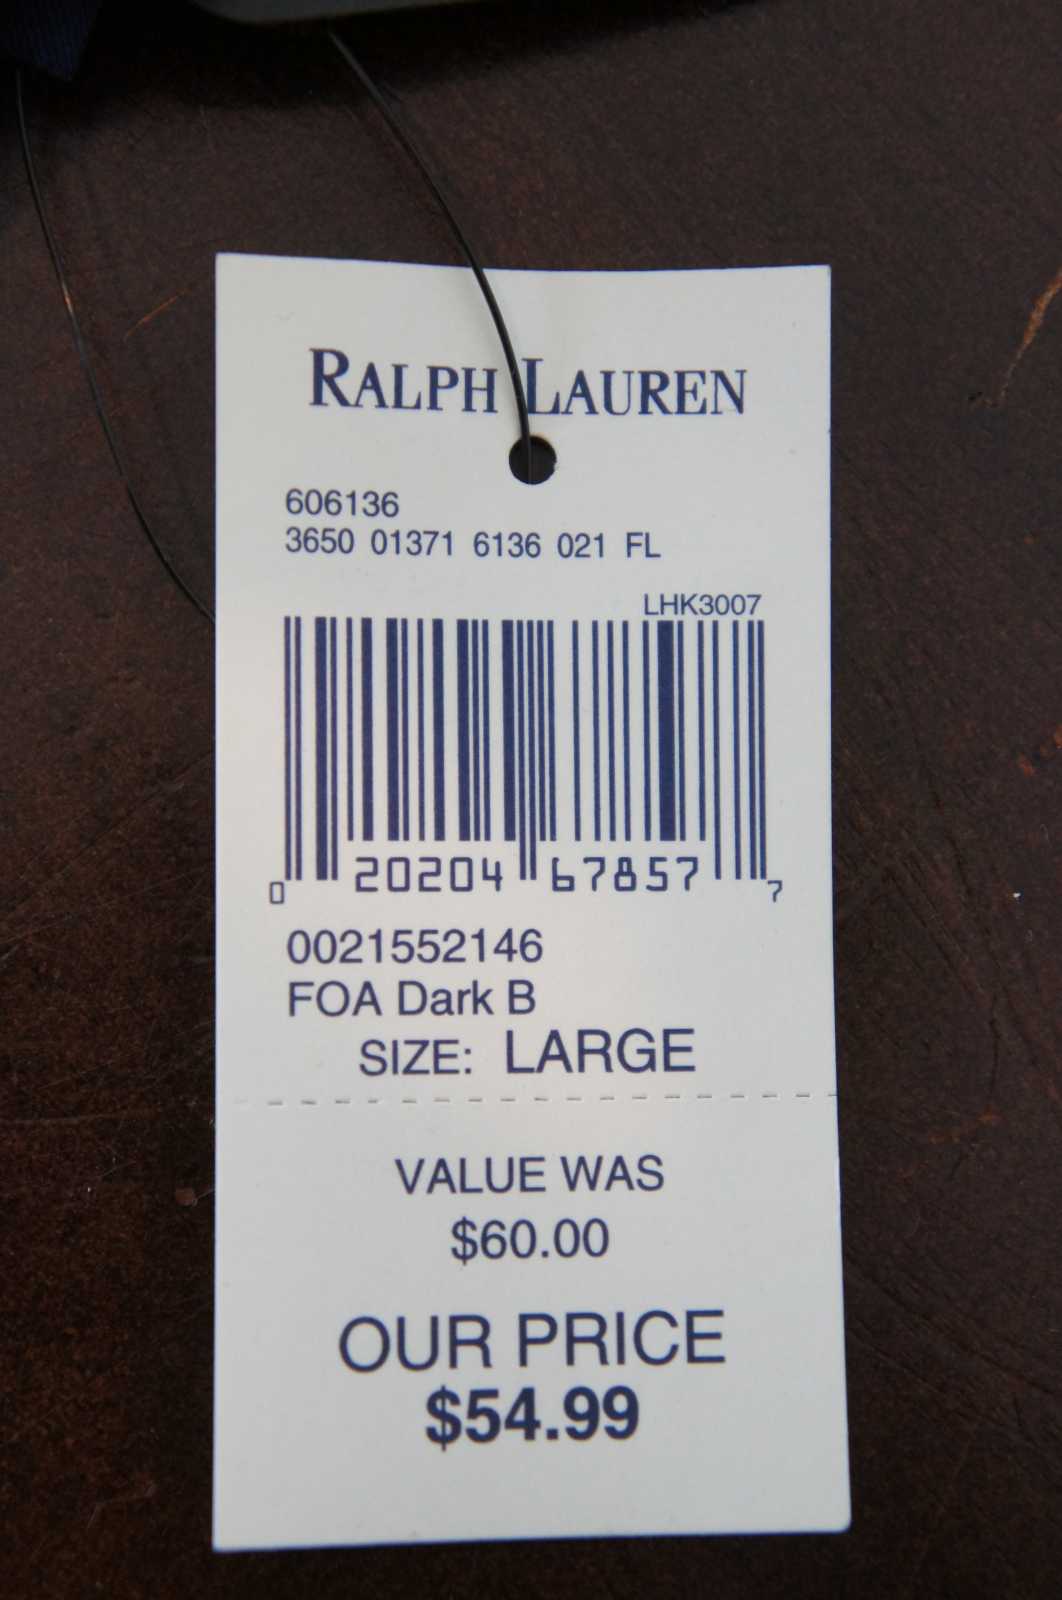 RALPH LAUREN
606136
3650 01371 6136 021 FL
LHK3007
0 20204 67857 7
0021552146
FOA Dark B
SIZE: LARGE
VALUE WAS
$60.00
OUR PRICE
$54.99